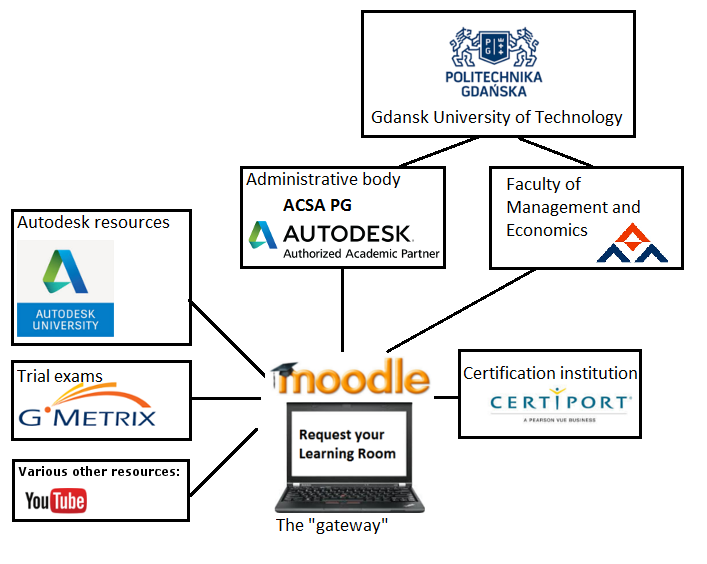 PG
POLITECHNIKA
GDAŃSKA
Gdansk University of Technology
Administrative body
ACSA PG
AUTODESK.
Authorized Academic Partner
Faculty of
Management and
Economics
Autodesk resources
AUTODESK
UNIVERSITY
Trial exams
G METRIX
Various other resources:
YouTube
moodle
Request your
Learning Room
The "gateway"
Certification institution
CERTIPORT®
A PEARSON VUE BUSINESS